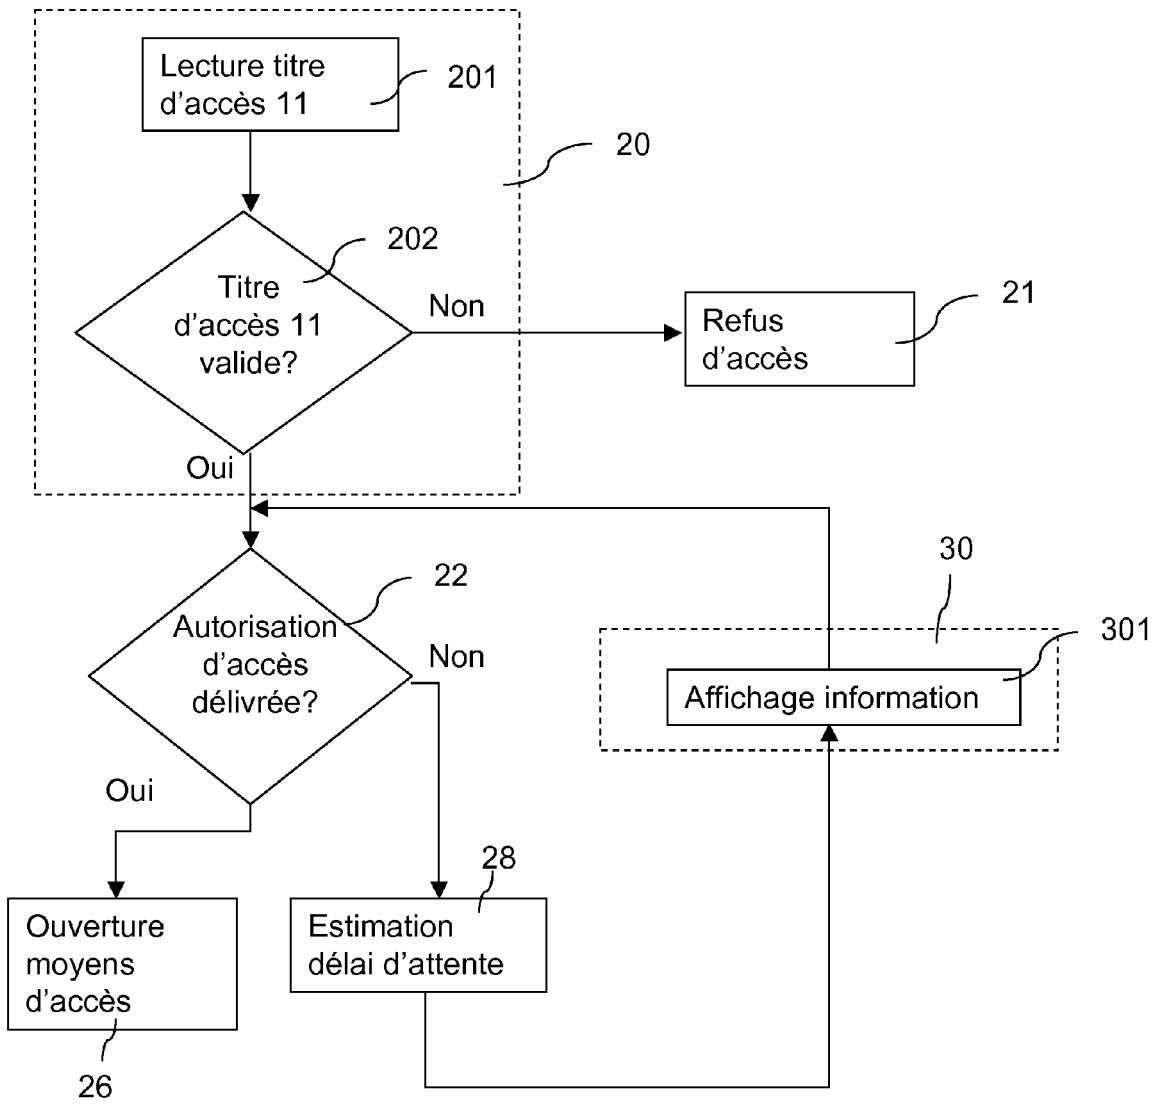 Lecture titre
d'accès 11
201
20
202
Titre
d'accès 11
valide?
Non
21
Refus
d'accès
Oui
22
30
301
Autorisation
d'accès
délivrée?
Non
Affichage information
Oui
28
Ouverture
moyens
d'accès
Estimation
délai d'attente
26